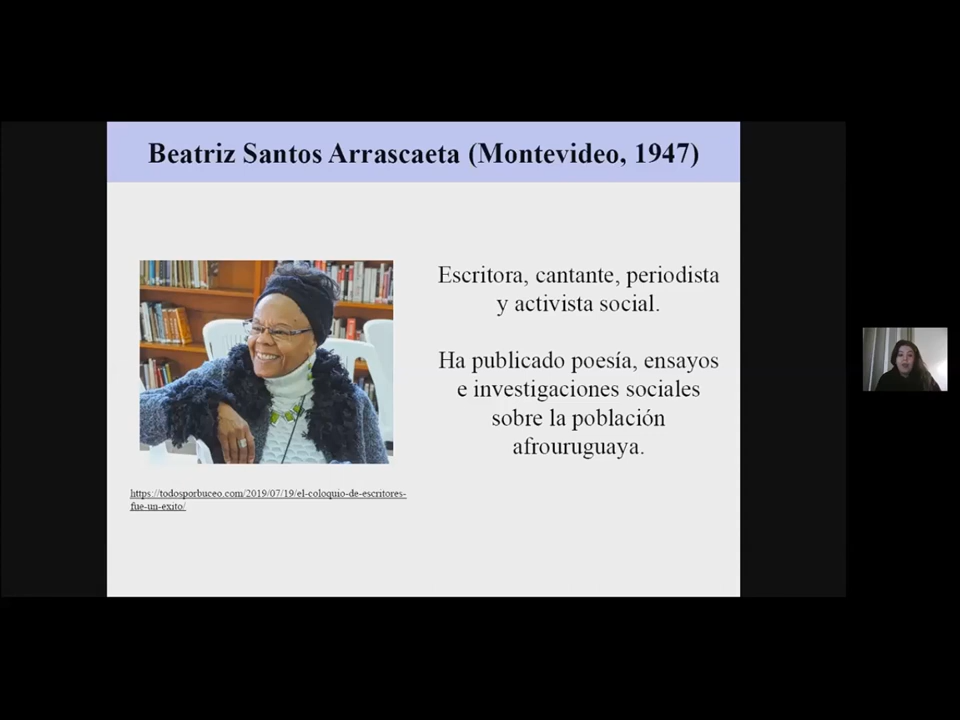 Beatriz Santos Arrascaeta (Montevideo, 1947)
Escritora, cantante, periodista
y activista social.
Ha publicado poesía, ensayos
e investigaciones sociales
sobre la población
afrouruguaya.
https://todosporbuceo.com/2019/07/19/el-coloquio-de-escritores-
fue-un-exito/